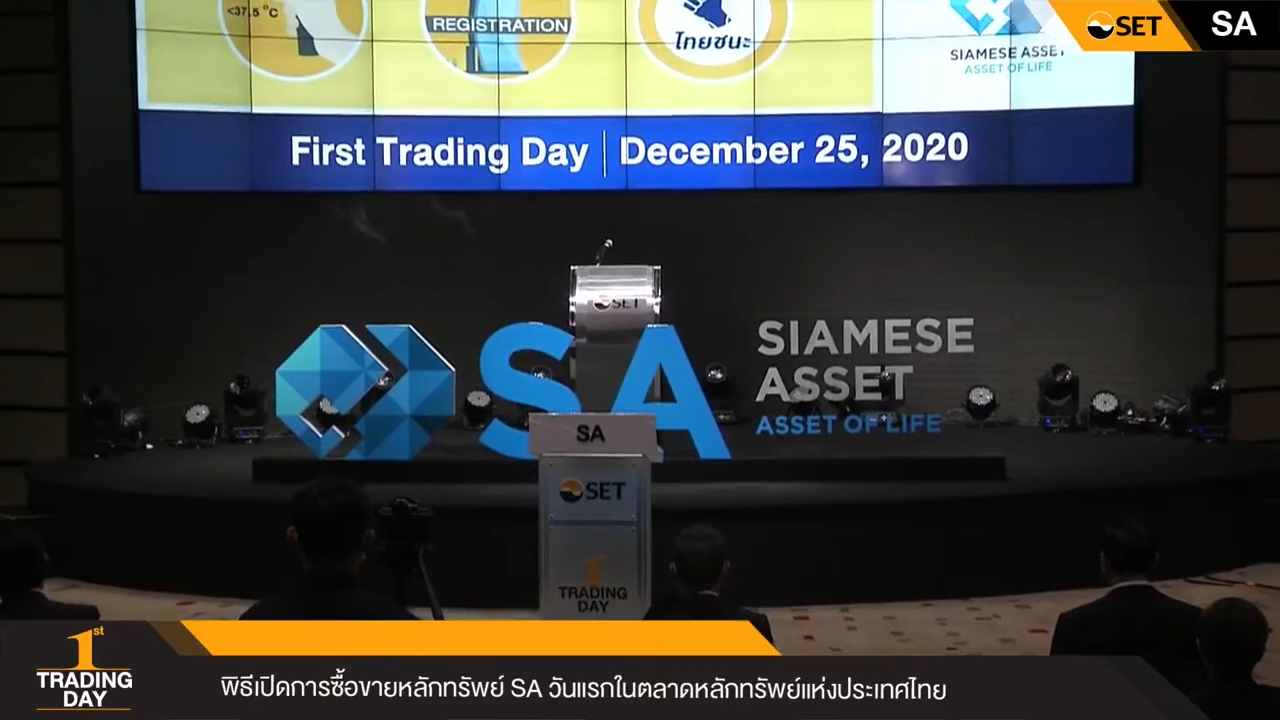 <37.5 °C
REGISTRATION
ไทยชนะ
SIAMESE ASSET
ASSET OF LIFE
SET
SA
First Trading Day | December 25, 2020
SET
SA
SIAMESE
ASSET
ASSET OF LIFE
SA
SET
1
TRADING
DAY
1st
TRADING
DAY
พิธีเปิดการซื้อขายหลักทรัพย์ SA วันแรกในตลาดหลักทรัพย์แห่งประเทศไทย